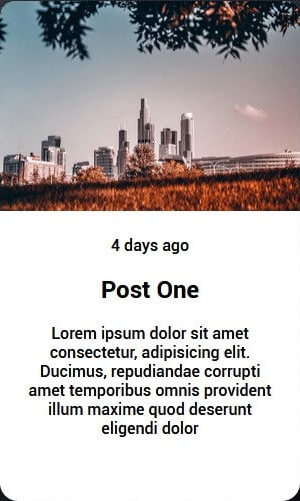 4 days ago
Post One
Lorem ipsum dolor sit amet
consectetur, adipisicing elit.
Ducimus, repudiandae corrupti
amet temporibus omnis provident
illum maxime quod deserunt
eligendi dolor